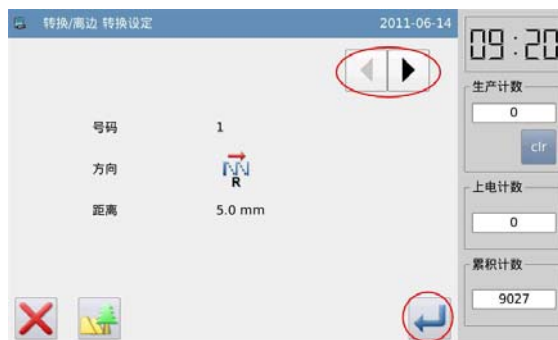 转换/离边 转换设定 2011-06-14
09:20
号码 1
方向 R
距离 5.0 mm
生产计数
0
clr
上电计数
0
累积计数
9027